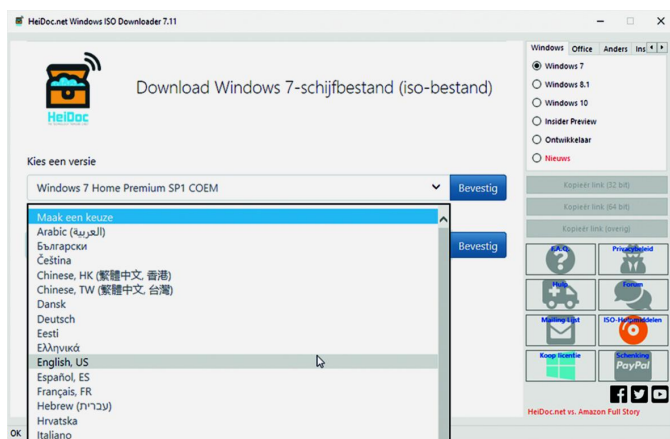 HeiDoc.net Windows ISO Downloader 7.11
HeiDoc
Download Windows 7-schijfbestand (iso-bestand)
Kies een versie
Windows 7 Home Premium SP1 COEM
Bevestig
Bevestig
Maak een keuze
Arabic (العربية)
Български
Čeština
Chinese, HK (繁體中文, 香港)
Chinese, TW (繁體中文, 台灣)
Dansk
Deutsch
Eesti
Ελληνικά
English, US
Español, ES
Français, FR
Hebrew (עברית)
Hrvatska
Italiano
OK
Windows Office Anders Ins
Windows 7
Windows 8.1
Windows 10
Insider Preview
Ontwikkelaar
Nieuws
Kopieër link (32 bit)
Kopieër link (64 bit)
Kopieër link (overig)
F.A.Q. Privacybeleid
Hulp Forum
Mailing Lijst ISO-Hulpmiddelen
Koop licentie Schenking
PayPal
HeiDoc.net vs. Amazon Full Story